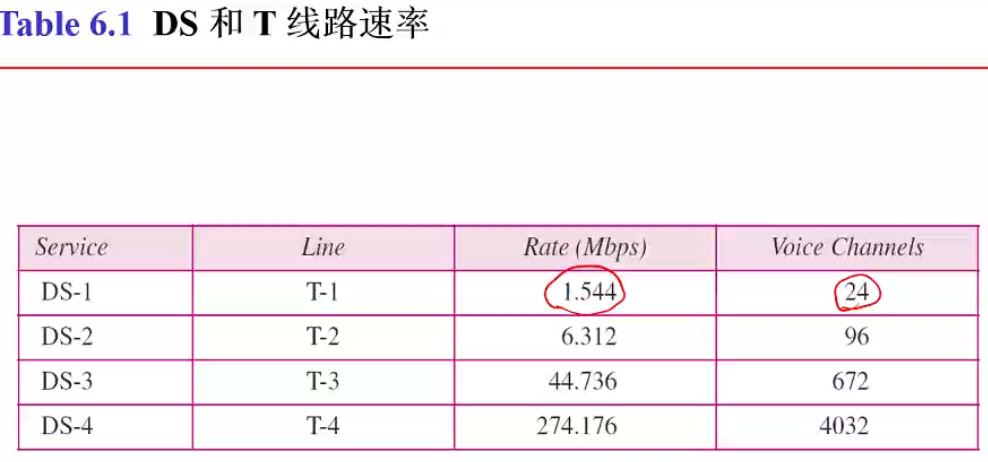 Table 6.1 DS 和 T 线路速率
Service Line Rate (Mbps) Voice Channels
DS-1 T-1 1.544 24
DS-2 T-2 6.312 96
DS-3 T-3 44.736 672
DS-4 T-4 274.176 4032